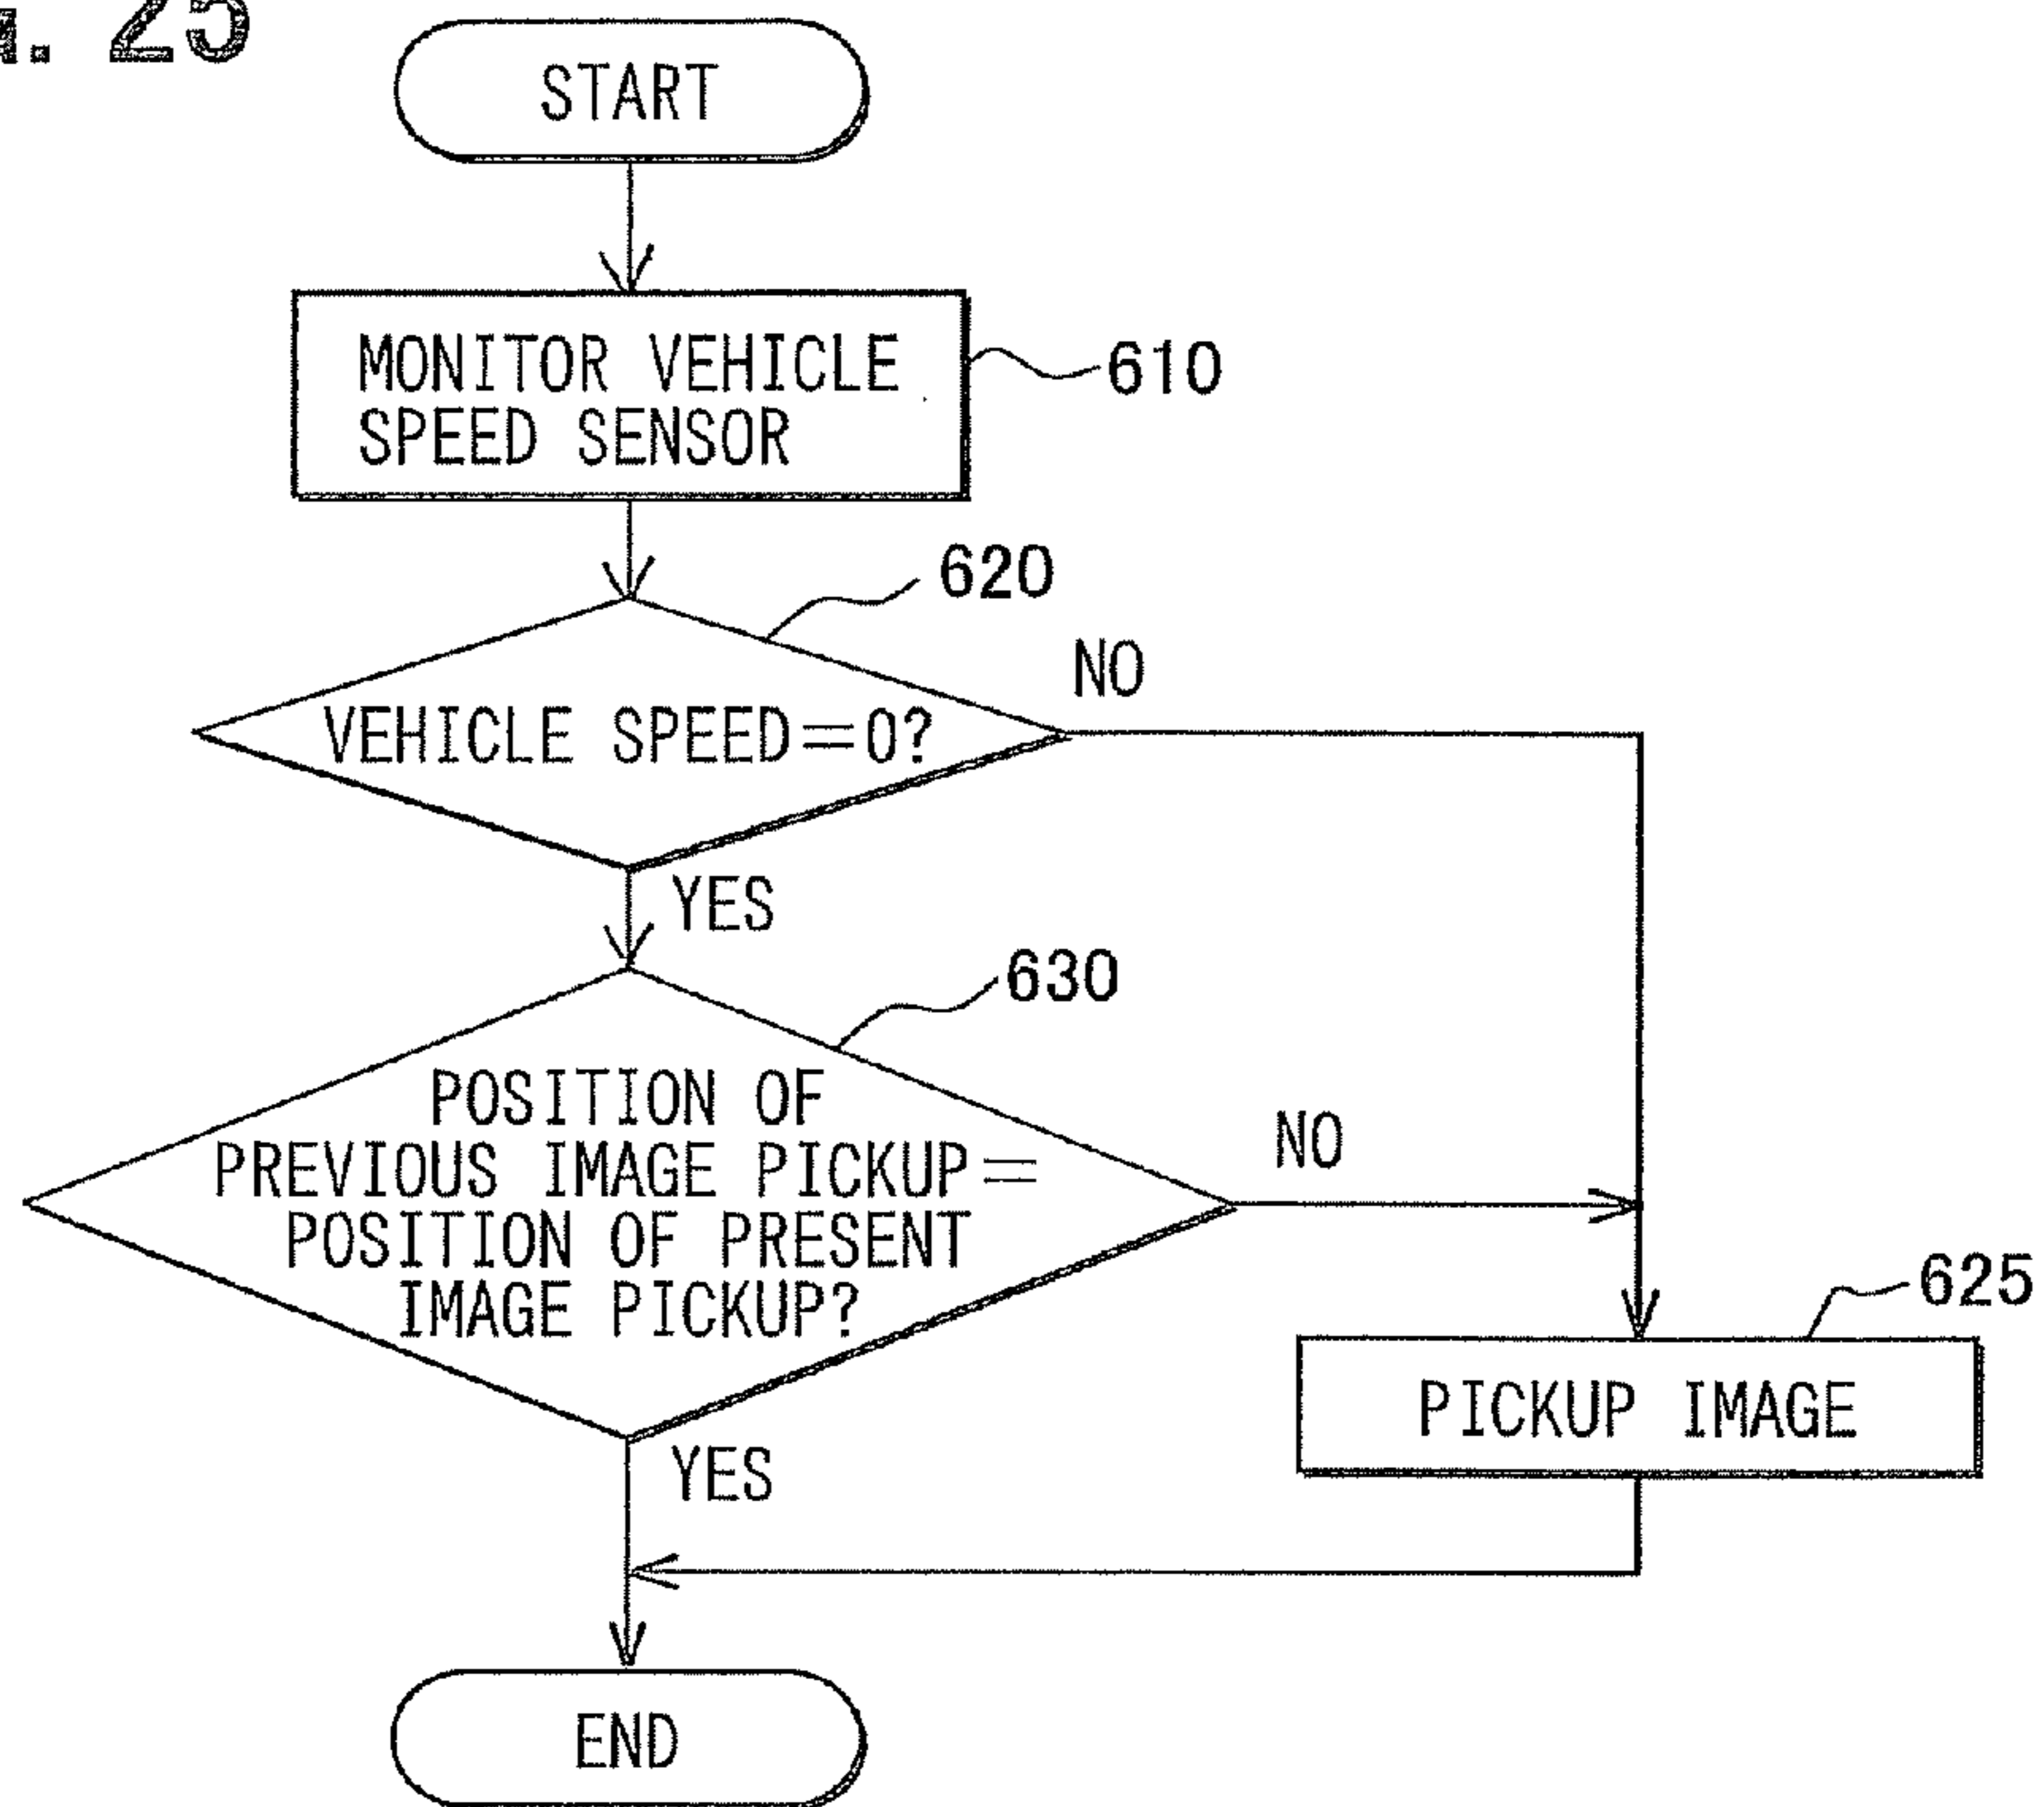 25
START
MONITOR VEHICLE
SPEED SENSOR
610
620
NO
VEHICLE SPEED=0?
YES
630
POSITION OF
PREVIOUS IMAGE PICKUP=
POSITION OF PRESENT
IMAGE PICKUP?
NO
625
PICKUP IMAGE
YES
END